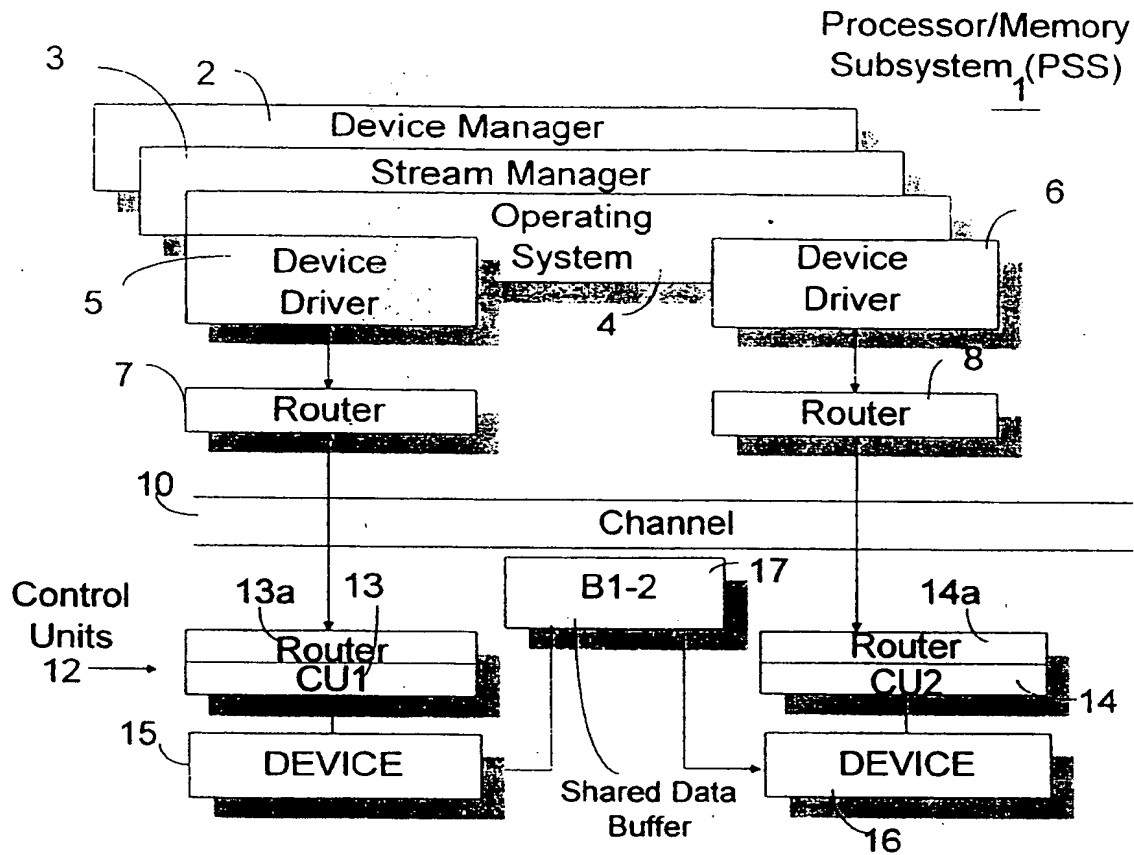 Processor/Memory
Subsystem (PSS)
1
3
2
Device Manager
Stream Manager
Operating
System
6
Device
Driver
5
4
Device
Driver
7
8
Router
Router
10
Channel
B1-2
17
Control
Units
12
13a
13
14a
Router
CU1
Router
CU2
14
15
DEVICE
DEVICE
Shared Data
Buffer
16